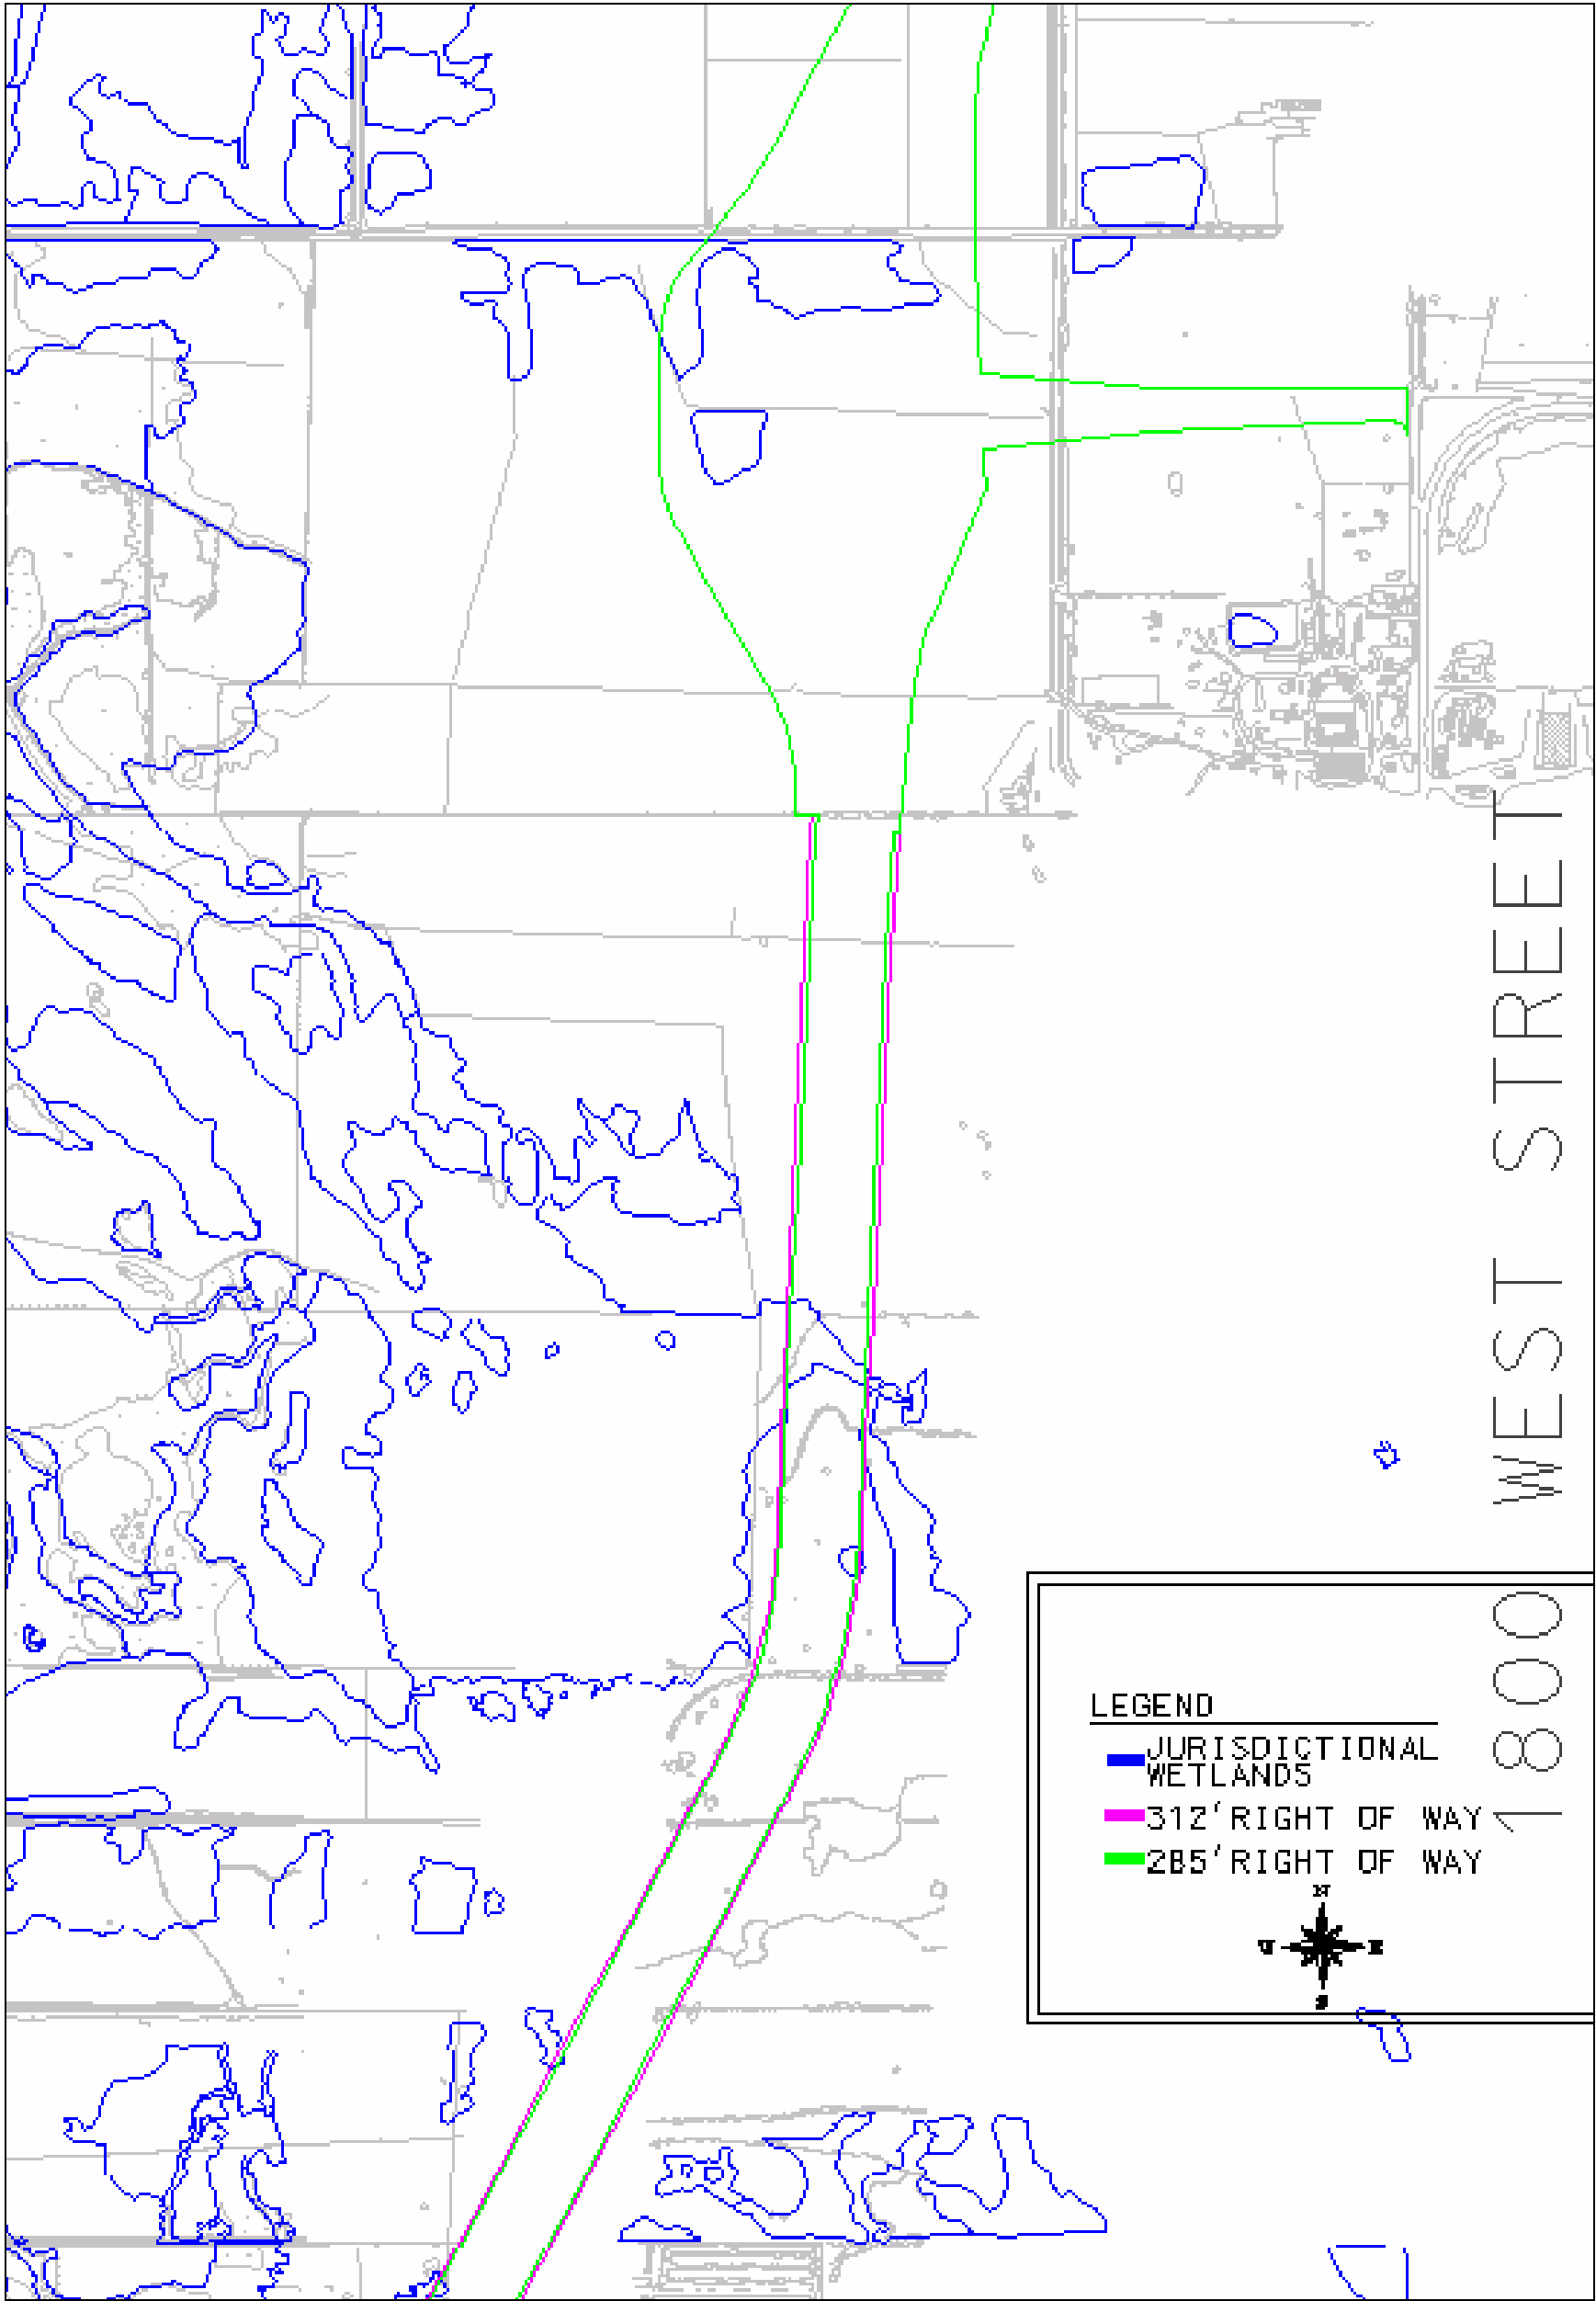 1800 WEST STREET
LEGEND
JURISDICTIONAL
WETLANDS
312' RIGHT OF WAY
285' RIGHT OF WAY
N
W E
S